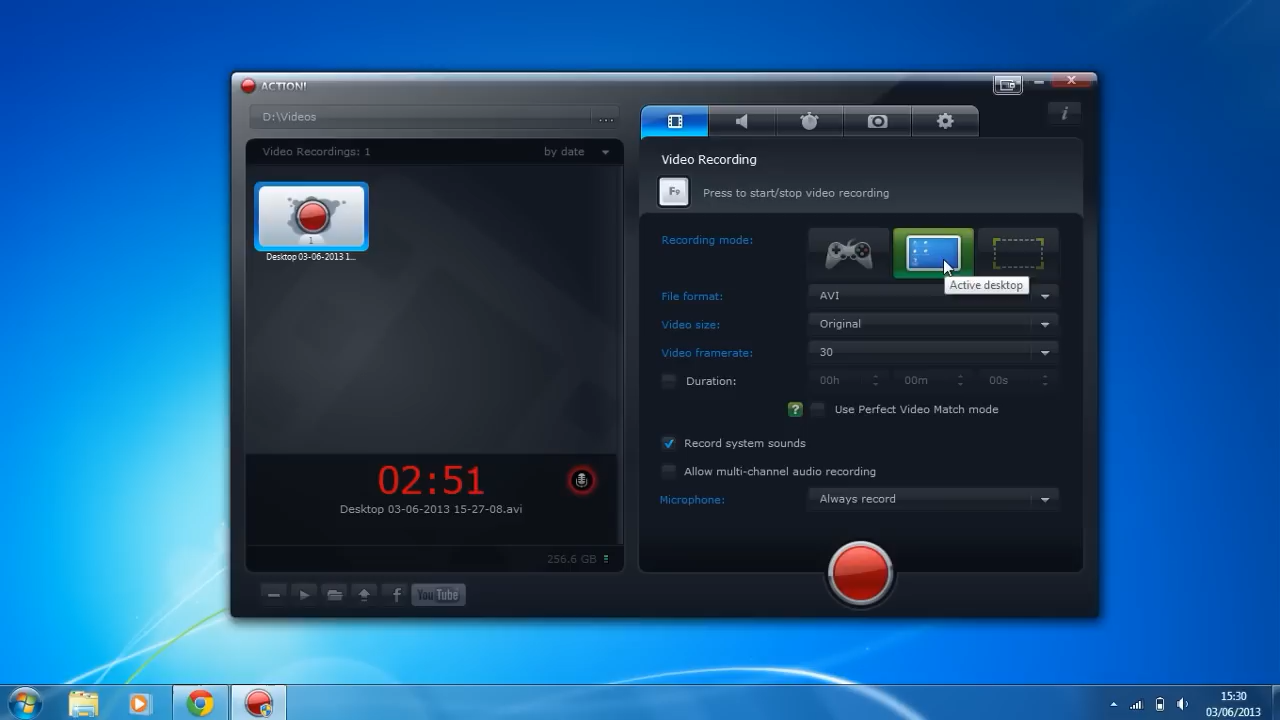 ACTION!
D:\Videos
...
Video Recordings: 1
by date
1
Desktop 03-06-2013 1...
02:51
Desktop 03-06-2013 15-27-08.avi
256.6 GB
f
YouTube
i
Video Recording
F9
Press to start/stop video recording
Recording mode:
Active desktop
File format:
AVI
Video size:
Original
Video framerate:
30
Duration:
00h
00m
00s
?
Use Perfect Video Match mode
Record system sounds
Allow multi-channel audio recording
Microphone:
Always record
15:30
03/06/2013